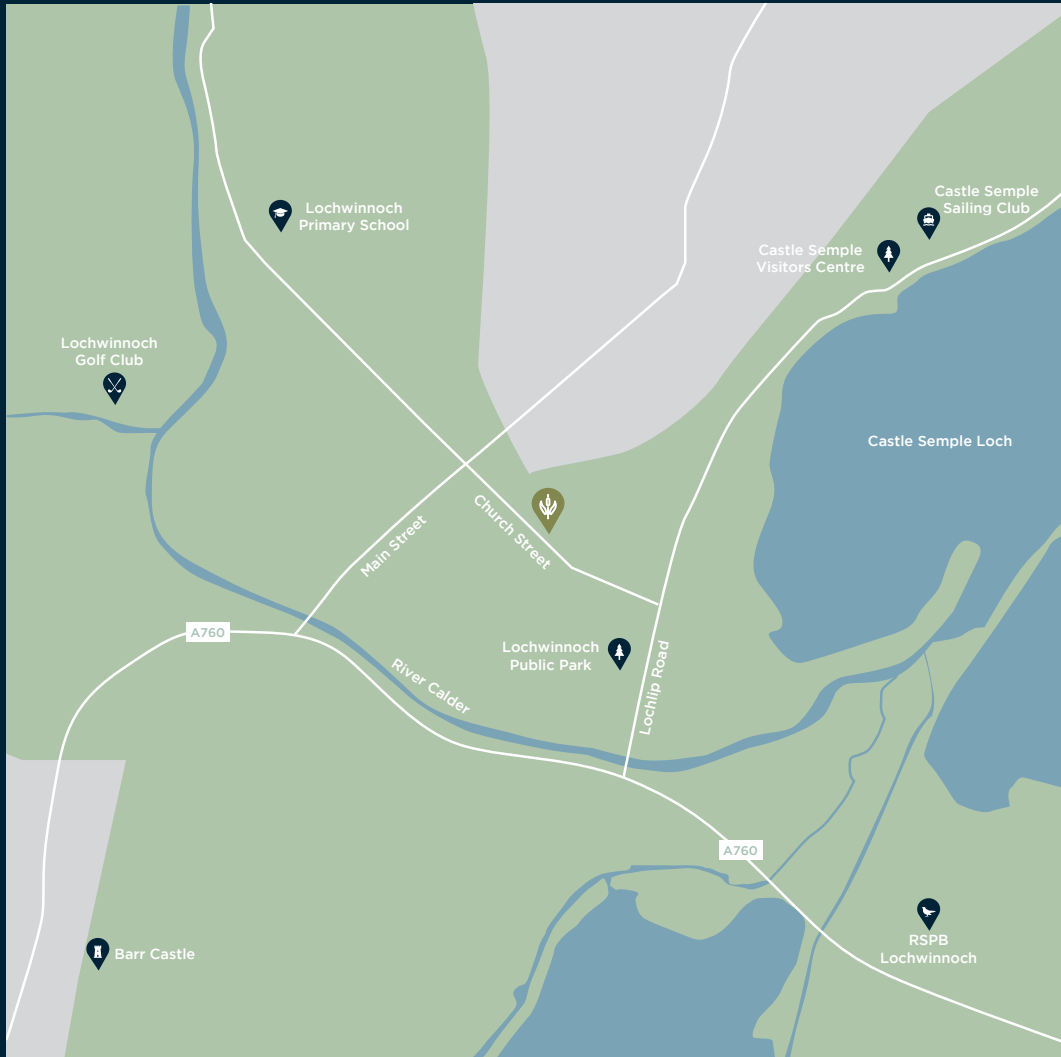 Castle Semple
Sailing Club
Lochwinnoch
Primary School
Castle Semple
Visitors Centre
Lochwinnoch
Golf Club
Castle Semple Loch
Church Street
Main Street
A760
Lochwinnoch
Public Park
Lochlip Road
River Calder
A760
RSPB
Lochwinnoch
Barr Castle